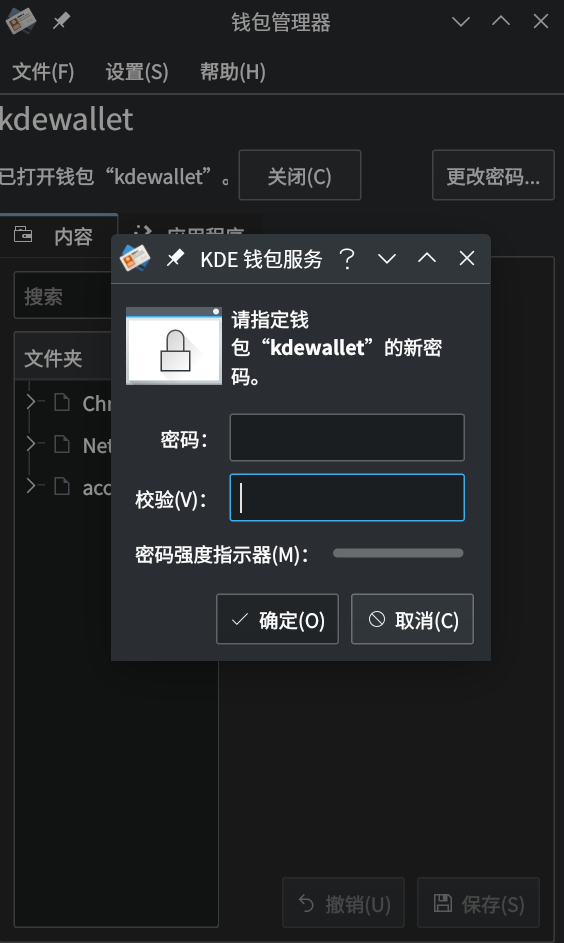 钱包管理器
文件(F) 设置(S) 帮助(H)
kdewallet
已打开钱包“kdewallet”。 关闭(C) 更改密码...
内容 应用程序
搜索
文件夹
Chr
Net
acc
KDE 钱包服务
请指定钱
包“kdewallet”的新密
码。
密码：
校验(V)：
密码强度指示器(M)：
确定(O) 取消(C)
撤销(U) 保存(S)